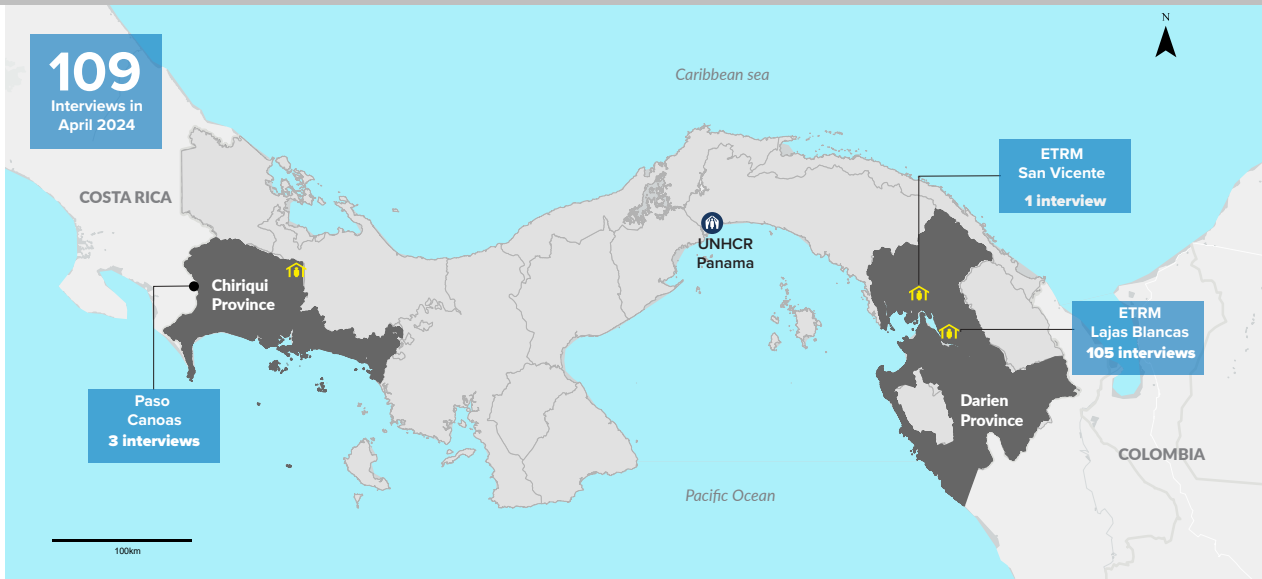 109
Interviews in
April 2024
N
Caribbean sea
ETRM
San Vicente
1 interview
COSTA RICA
UNHCR
Panama
Chiriqui
Province
ETRM
Lajas Blancas
105 interviews
Paso
Canoas
3 interviews
Darien
Province
COLOMBIA
Pacific Ocean
100km